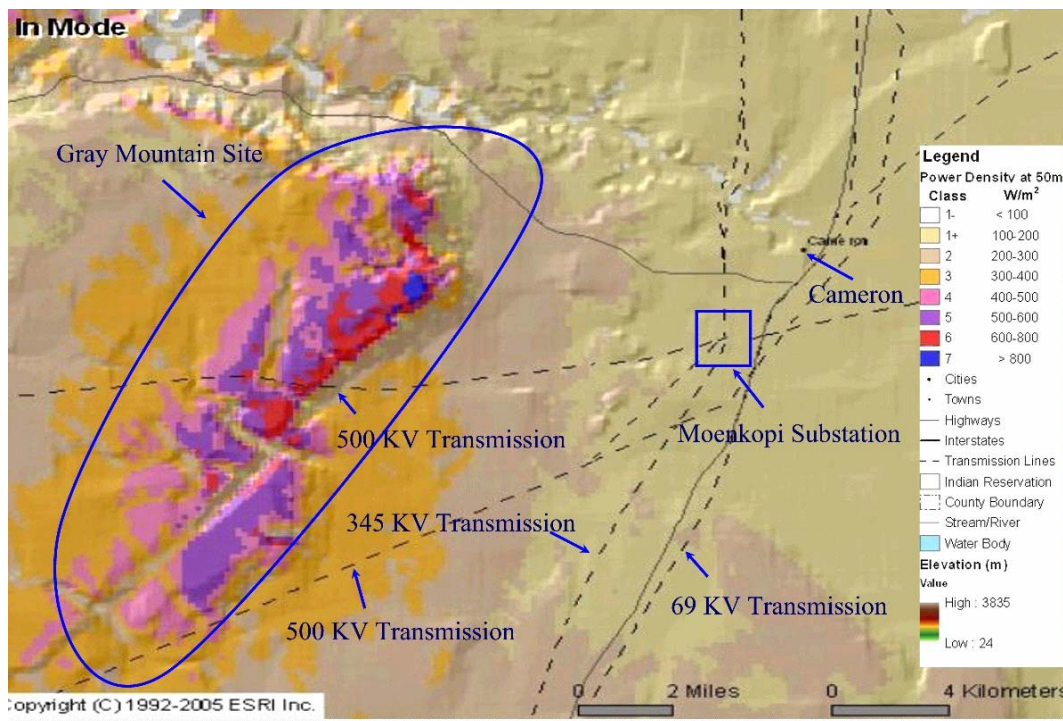 In Mode
Gray Mountain Site
Cameron
Cameron
Moenkopi Substation
500 KV Transmission
345 KV Transmission
69 KV Transmission
500 KV Transmission
Legend
Power Density at 50m
Class W/m²
1- < 100
1+ 100-200
2 200-300
3 300-400
4 400-500
5 500-600
6 600-800
7 > 800
Cities
Towns
Highways
Interstates
Transmission Lines
Indian Reservation
County Boundary
Stream/River
Water Body
Elevation (m)
Value
High : 3835
Low : 24
opyright (C) 1992-2005 ESRI Inc.
0 2 Miles
0 4 Kilometers